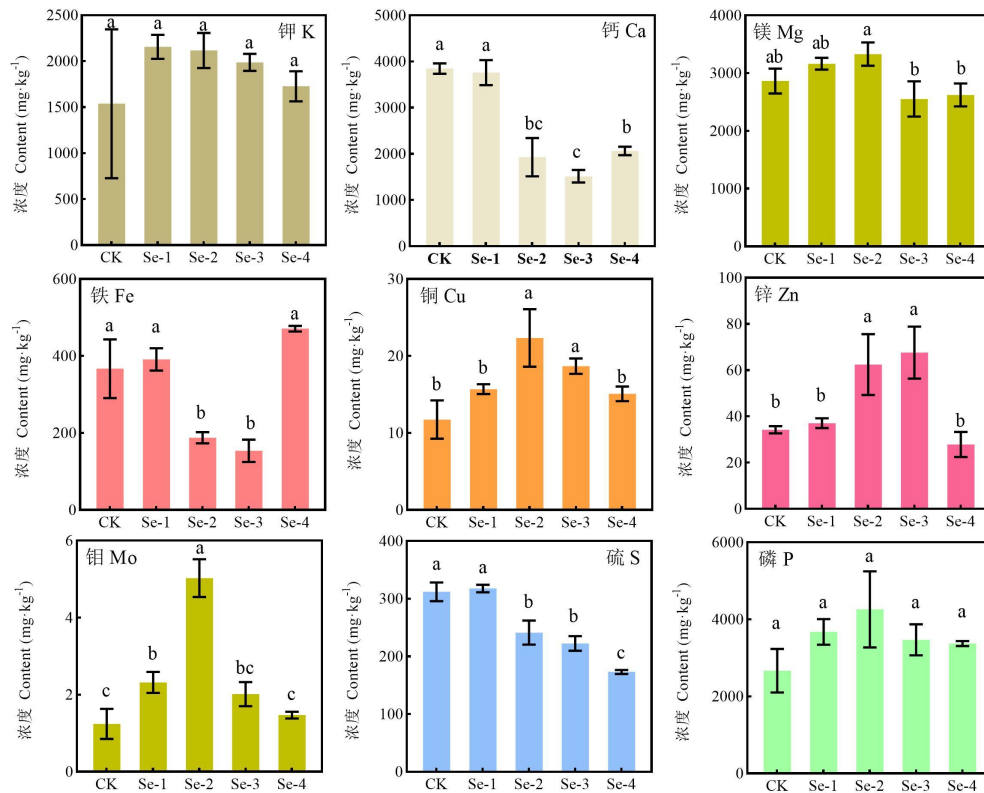 钾 K
浓度 Content (mg·kg⁻¹)
2500
2000
1500
1000
500
0
a a a a a
CK Se-1 Se-2 Se-3 Se-4
钙 Ca
浓度 Content (mg·kg⁻¹)
5000
4000
3000
2000
1000
0
a a bc c b
CK Se-1 Se-2 Se-3 Se-4
镁 Mg
浓度 Content (mg·kg⁻¹)
4000
3000
2000
1000
0
ab ab a b b
CK Se-1 Se-2 Se-3 Se-4
铁 Fe
浓度 Content (mg·kg⁻¹)
600
400
200
0
a a b b a
CK Se-1 Se-2 Se-3 Se-4
铜 Cu
浓度 Content (mg·kg⁻¹)
30
20
10
0
b b a a b
CK Se-1 Se-2 Se-3 Se-4
锌 Zn
浓度 Content (mg·kg⁻¹)
100
80
60
40
20
0
b b a a b
CK Se-1 Se-2 Se-3 Se-4
钼 Mo
浓度 Content (mg·kg⁻¹)
6
4
2
0
c b a bc c
CK Se-1 Se-2 Se-3 Se-4
硫 S
浓度 Content (mg·kg⁻¹)
400
300
200
100
0
a a b b c
CK Se-1 Se-2 Se-3 Se-4
磷 P
浓度 Content (mg·kg⁻¹)
6000
4000
2000
0
a a a a a
CK Se-1 Se-2 Se-3 Se-4